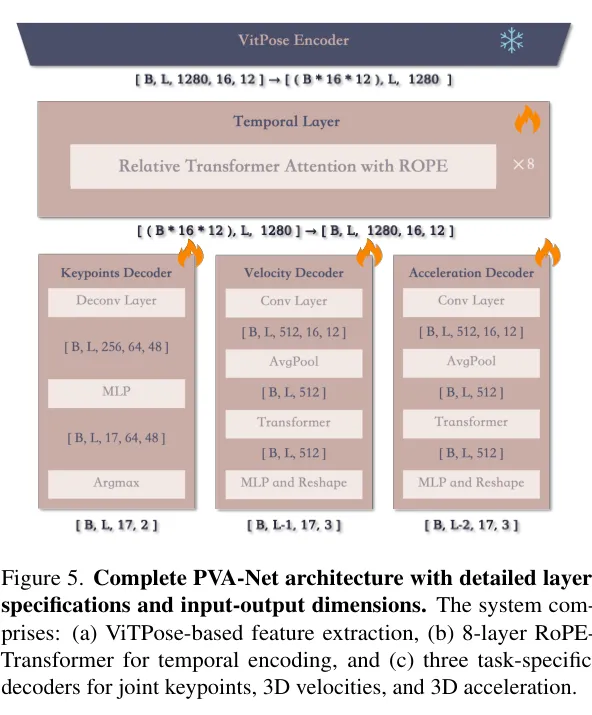 VitPose Encoder
[ B, L, 1280, 16, 12 ] → [ ( B * 16 * 12 ), L, 1280 ]
Temporal Layer
Relative Transformer Attention with ROPE
×8
[ ( B * 16 * 12 ), L, 1280 ] → [ B, L, 1280, 16, 12 ]
Keypoints Decoder
Deconv Layer
[ B, L, 256, 64, 48 ]
MLP
[ B, L, 17, 64, 48 ]
Argmax
[ B, L, 17, 2 ]
Velocity Decoder
Conv Layer
[ B, L, 512, 16, 12 ]
AvgPool
[ B, L, 512 ]
Transformer
[ B, L, 512 ]
MLP and Reshape
[ B, L-1, 17, 3 ]
Acceleration Decoder
Conv Layer
[ B, L, 512, 16, 12 ]
AvgPool
[ B, L, 512 ]
Transformer
[ B, L, 512 ]
MLP and Reshape
[ B, L-2, 17, 3 ]
Figure 5. Complete PVA-Net architecture with detailed layer
specifications and input-output dimensions. The system com-
prises: (a) ViTPose-based feature extraction, (b) 8-layer RoPE-
Transformer for temporal encoding, and (c) three task-specific
decoders for joint keypoints, 3D velocities, and 3D acceleration.